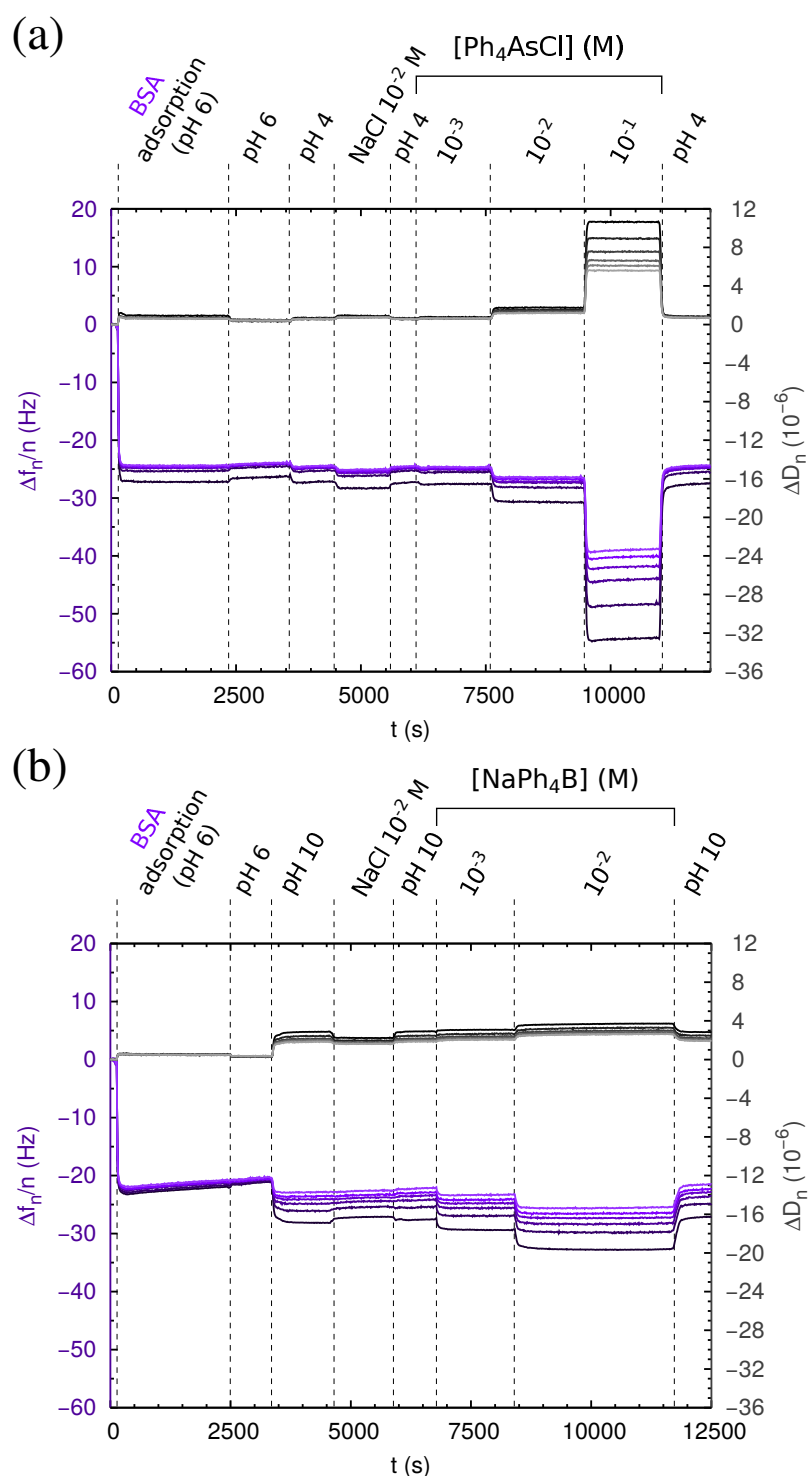 (a)
[Ph₄AsCl] (M)
BSA
adsorption
(pH 6)
pH 6
pH 4
NaCl 10⁻² M
pH 4
10⁻³
10⁻²
10⁻¹
pH 4
20
10
0
−10
−20
−30
−40
−50
−60
Δfₙ/n (Hz)
12
8
4
0
−4
−8
−12
−16
−20
−24
−28
−32
−36
ΔDₙ (10⁻⁶)
0
2500
5000
7500
10000
t (s)
(b)
[NaPh₄B] (M)
BSA
adsorption
(pH 6)
pH 6
pH 10
NaCl 10⁻² M
pH 10
10⁻³
10⁻²
pH 10
20
10
0
−10
−20
−30
−40
−50
−60
Δfₙ/n (Hz)
12
8
4
0
−4
−8
−12
−16
−20
−24
−28
−32
−36
ΔDₙ (10⁻⁶)
0
2500
5000
7500
10000
12500
t (s)